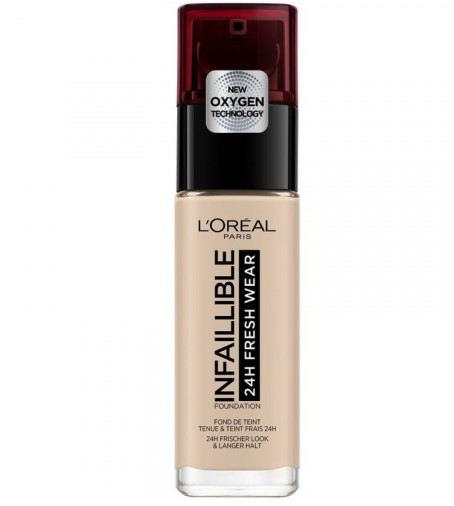 NEW
OXYGEN
TECHNOLOGY
L'ORÉAL
PARIS
INFAILLIBLE
24H FRESH WEAR
FOUNDATION
FOND DE TEINT
TENUE & TEINT FRAIS 24H
24H FRISCHER LOOK
& LANGER HALT